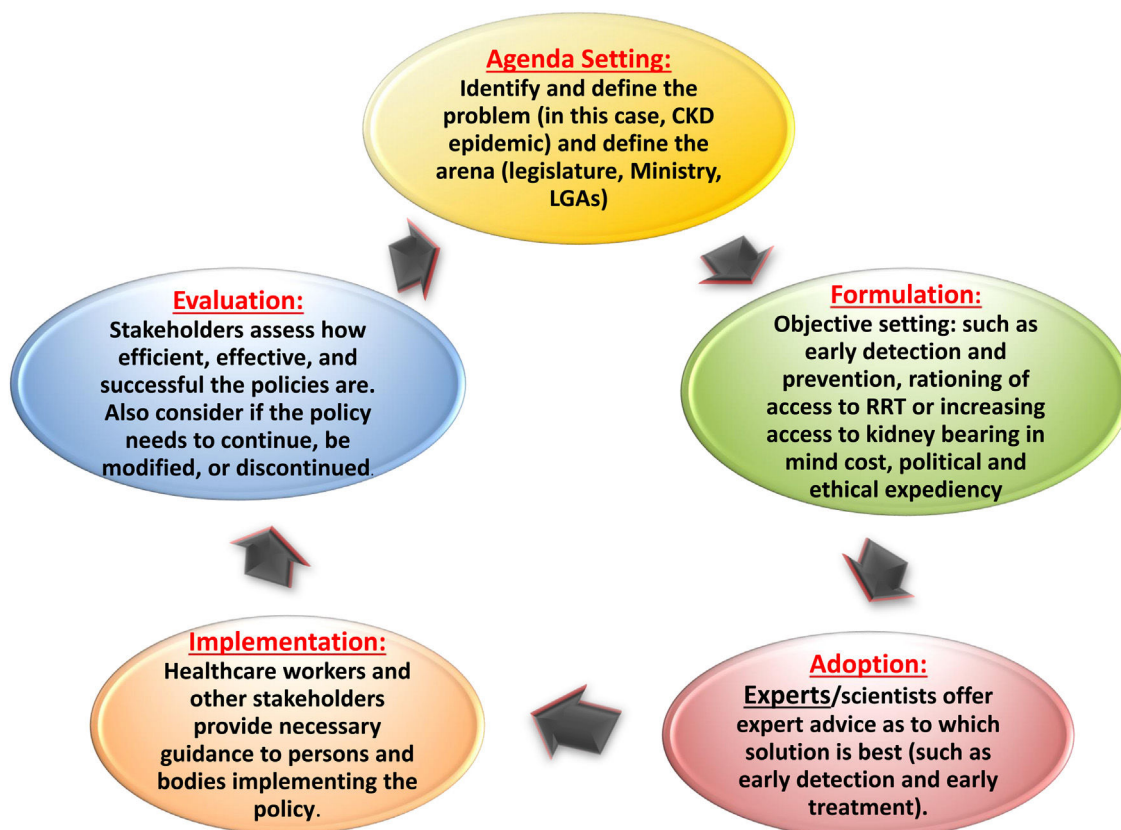 Agenda Setting:
Identify and define the
problem (in this case, CKD
epidemic) and define the
arena (legislature, Ministry,
LGAs)
Formulation:
Objective setting: such as
early detection and
prevention, rationing of
access to RRT or increasing
access to kidney bearing in
mind cost, political and
ethical expediency
Adoption:
Experts/scientists offer
expert advice as to which
solution is best (such as
early detection and early
treatment).
Implementation:
Healthcare workers and
other stakeholders
provide necessary
guidance to persons and
bodies implementing the
policy.
Evaluation:
Stakeholders assess how
efficient, effective, and
successful the policies are.
Also consider if the policy
needs to continue, be
modified, or discontinued.